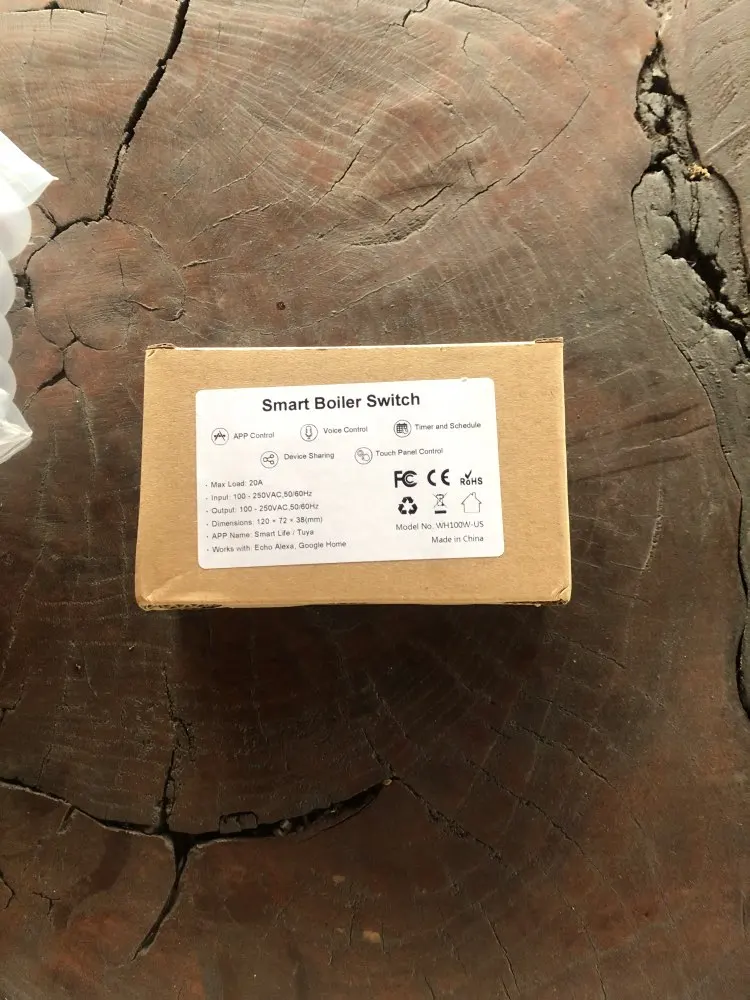 Smart Boiler Switch
APP Control Voice Control Timer and Schedule
Device Sharing Touch Panel Control
· Max Load: 20A
· Input: 100 - 250VAC,50/60Hz
· Output: 100 - 250VAC,50/60Hz
· Dimensions: 120 × 72 × 38(mm)
· APP Name: Smart Life / Tuya
· Works with: Echo Alexa, Google Home
FC CE RoHS
Model No. WH100W-US
Made in China